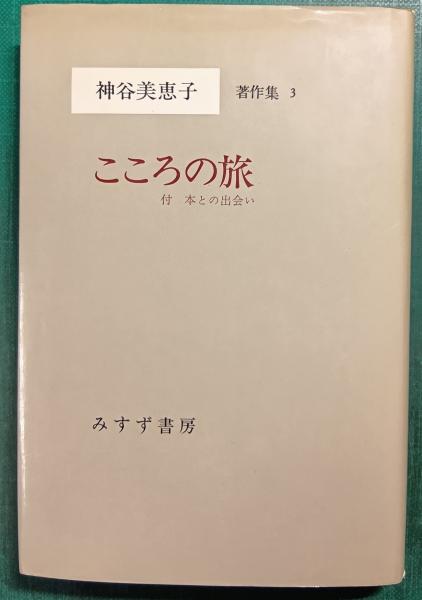 神谷美恵子 著作集 3
こころの旅
付 本との出会い
みすず書房